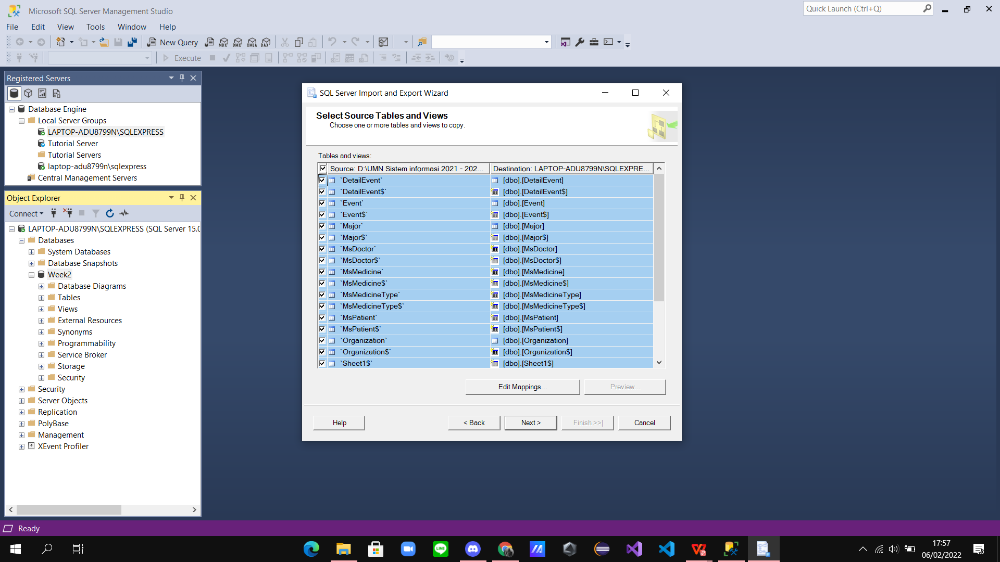 Microsoft SQL Server Management Studio
Quick Launch (Ctrl+Q)
File Edit View Tools Window Help
New Query
MDX DMX XMLA DAX
Execute
Registered Servers
Database Engine
Local Server Groups
LAPTOP-ADU8799N\SQLEXPRESS
Tutorial Server
Tutorial Servers
laptop-adu8799n\sqlexpress
Central Management Servers
Object Explorer
Connect
LAPTOP-ADU8799N\SQLEXPRESS (SQL Server 15.0
Databases
System Databases
Database Snapshots
Week2
Database Diagrams
Tables
Views
External Resources
Synonyms
Programmability
Service Broker
Storage
Security
Security
Server Objects
Replication
PolyBase
Management
XEvent Profiler
SQL Server Import and Export Wizard
Select Source Tables and Views
Choose one or more tables and views to copy.
Tables and views:
Source: D:\UMN Sistem informasi 2021 - 202... Destination: LAPTOP-ADU8799N\SQLEXPRE...
`DetailEvent` [dbo].[DetailEvent]
`DetailEvent$` [dbo].[DetailEvent$]
`Event` [dbo].[Event]
`Event$` [dbo].[Event$]
`Major` [dbo].[Major]
`Major$` [dbo].[Major$]
`MsDoctor` [dbo].[MsDoctor]
`MsDoctor$` [dbo].[MsDoctor$]
`MsMedicine` [dbo].[MsMedicine]
`MsMedicine$` [dbo].[MsMedicine$]
`MsMedicineType` [dbo].[MsMedicineType]
`MsMedicineType$` [dbo].[MsMedicineType$]
`MsPatient` [dbo].[MsPatient]
`MsPatient$` [dbo].[MsPatient$]
`Organization` [dbo].[Organization]
`Organization$` [dbo].[Organization$]
`Sheet1$` [dbo].[Sheet1$]
Edit Mappings... Preview...
Help < Back Next > Finish >>| Cancel
Ready
LINE
17:57
06/02/2022